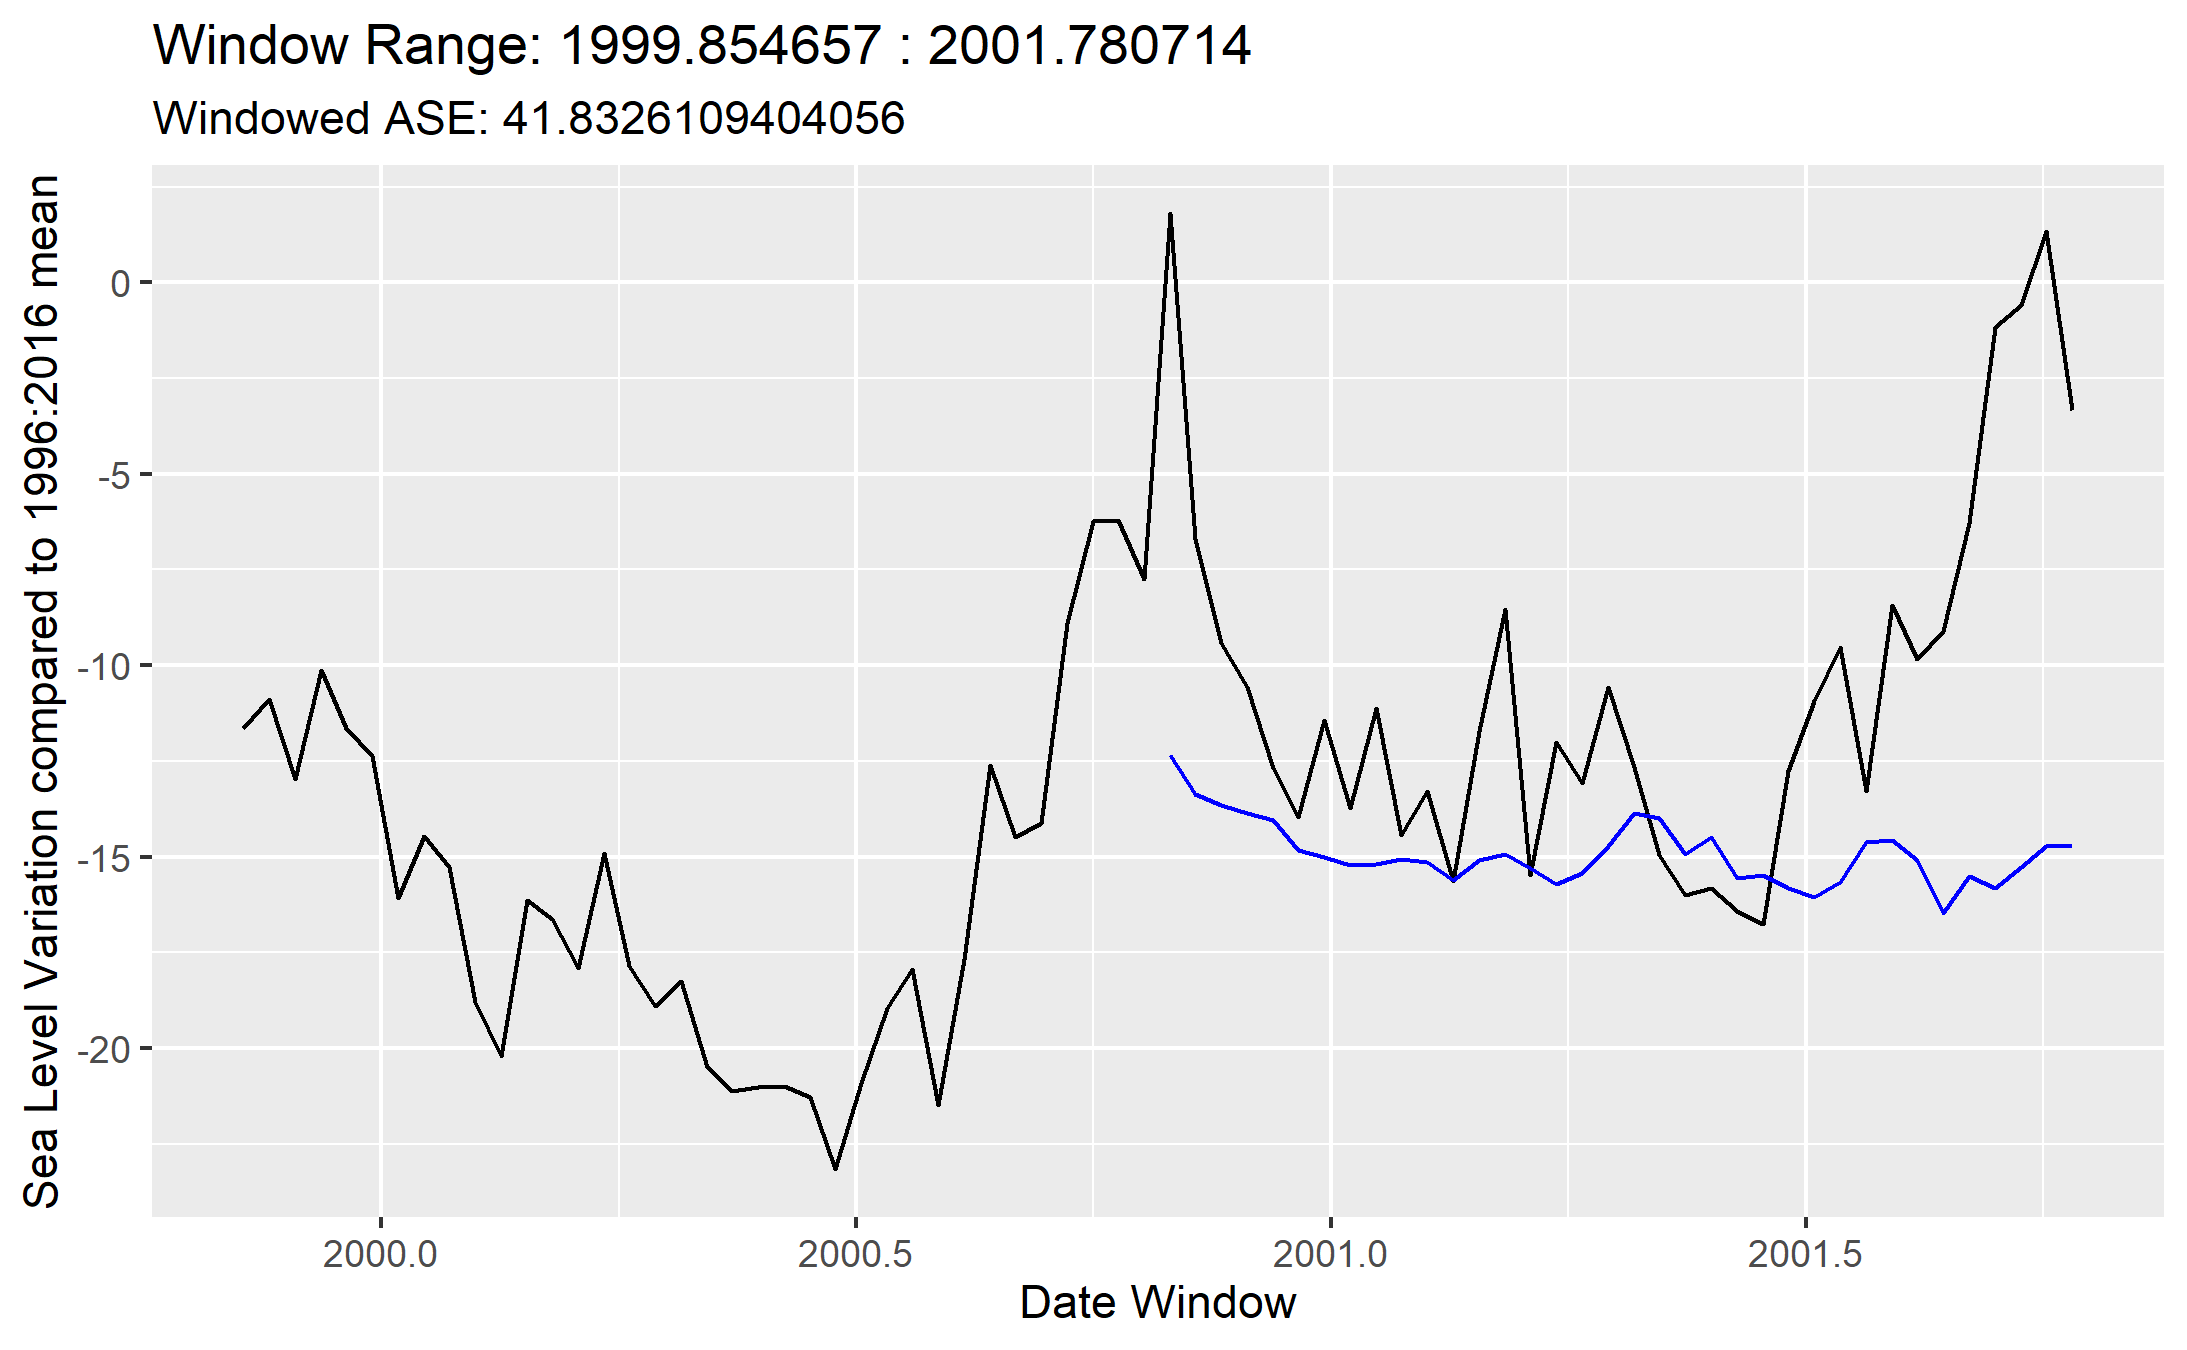 Window Range: 1999.854657 : 2001.780714
Windowed ASE: 41.8326109404056
Sea Level Variation compared to 1996:2016 mean
0
-5
-10
-15
-20
2000.0
2000.5
2001.0
2001.5
Date Window